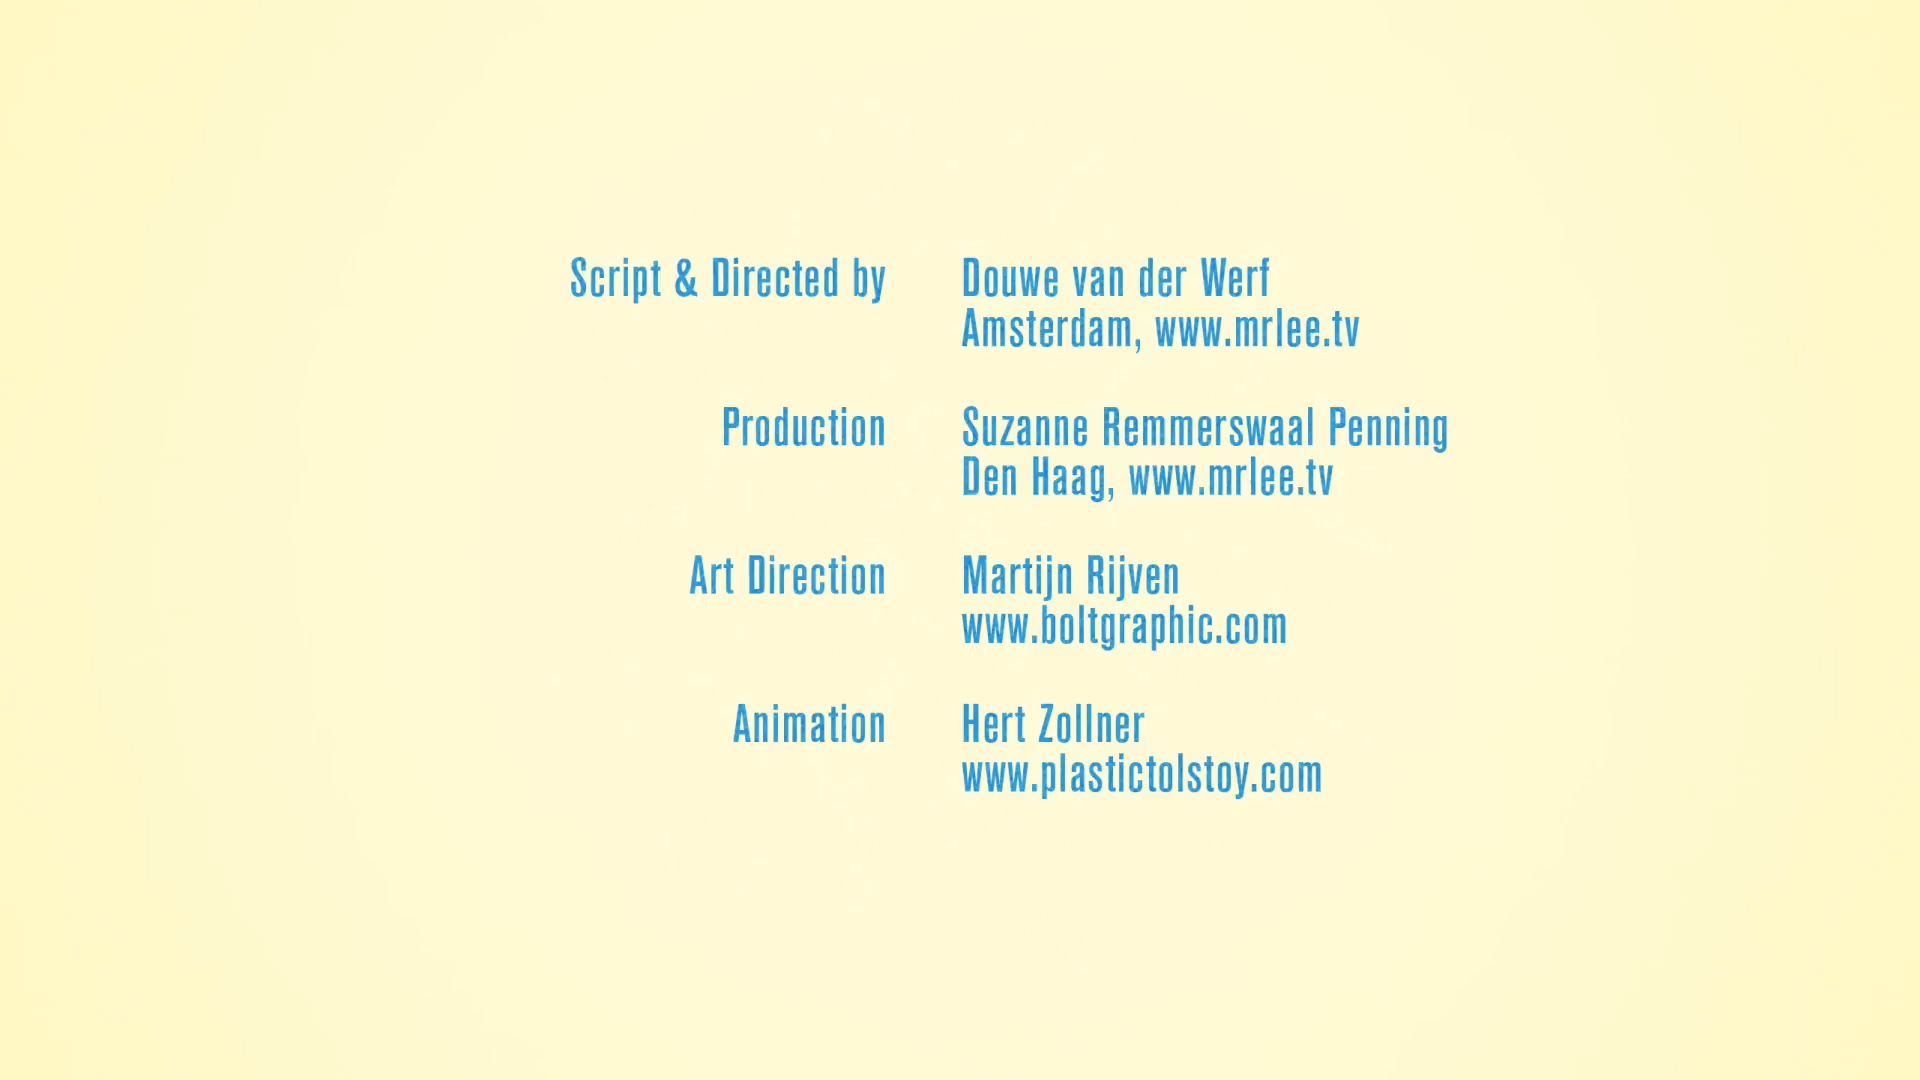 Script & Directed by Douwe van der Werf
Amsterdam, www.mrlee.tv
Production Suzanne Remmerswaal Penning
Den Haag, www.mrlee.tv
Art Direction Martijn Rijven
www.boltgraphic.com
Animation Hert Zollner
www.plastictolstoy.com